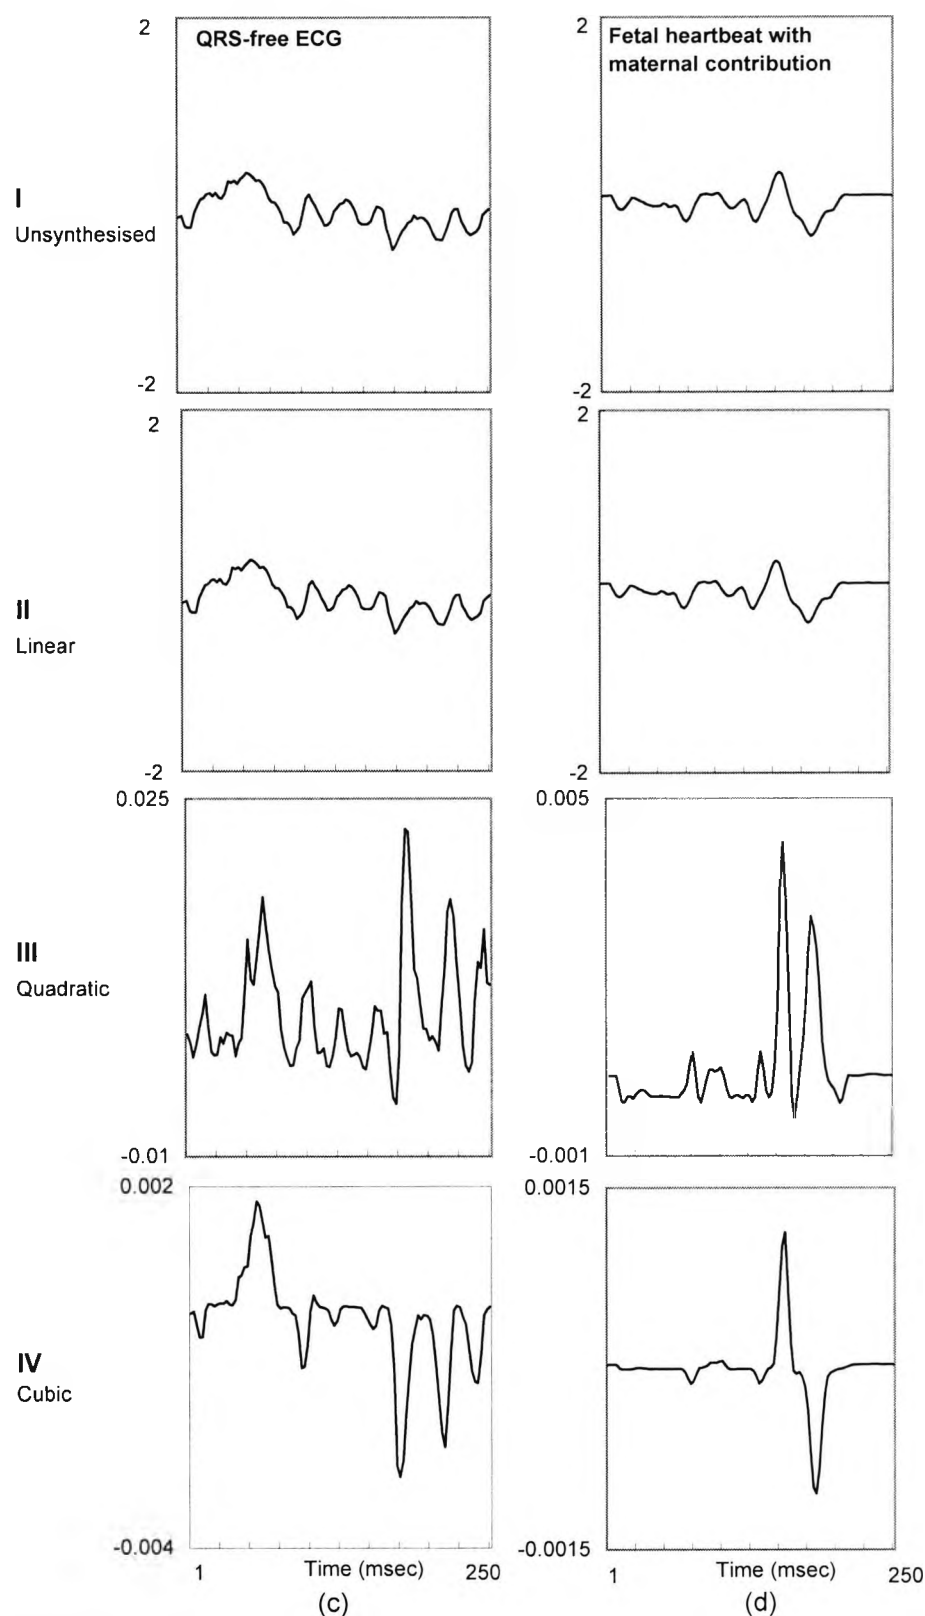 2
QRS-free ECG
2
Fetal heartbeat with
maternal contribution
I
Unsynthesised
-2
-2
2
2
II
Linear
-2
-2
0.025
0.005
III
Quadratic
-0.01
-0.001
0.002
0.0015
IV
Cubic
-0.004
-0.0015
1
Time (msec)
250
1
Time (msec)
250
(c)
(d)